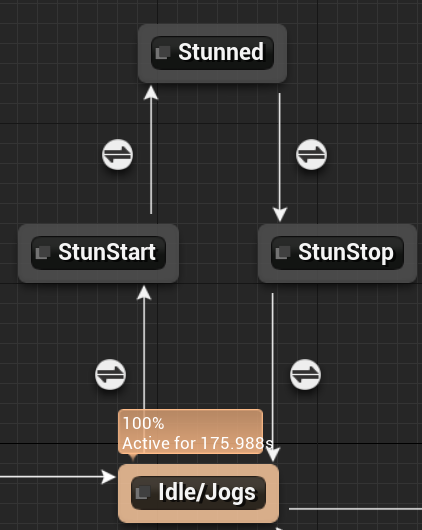 Stunned
StunStart
StunStop
100%
Active for 175.988s
Idle/Jogs